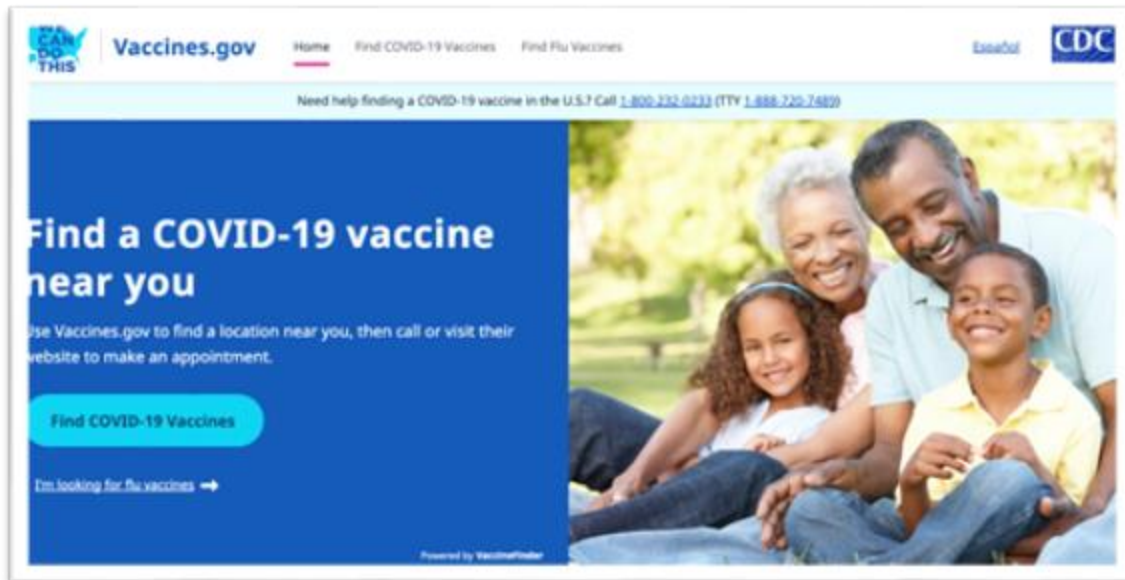 WE
CAN
DO
THIS
Vaccines.gov
Home Find COVID-19 Vaccines Find Flu Vaccines
Español
CDC
Need help finding a COVID-19 vaccine in the U.S.? Call 1-800-232-0233 (TTY 1-888-720-7489)
Find a COVID-19 vaccine
near you
Use Vaccines.gov to find a location near you, then call or visit their
website to make an appointment.
Find COVID-19 Vaccines
I'm looking for flu vaccines →
Powered by VaccineFinder